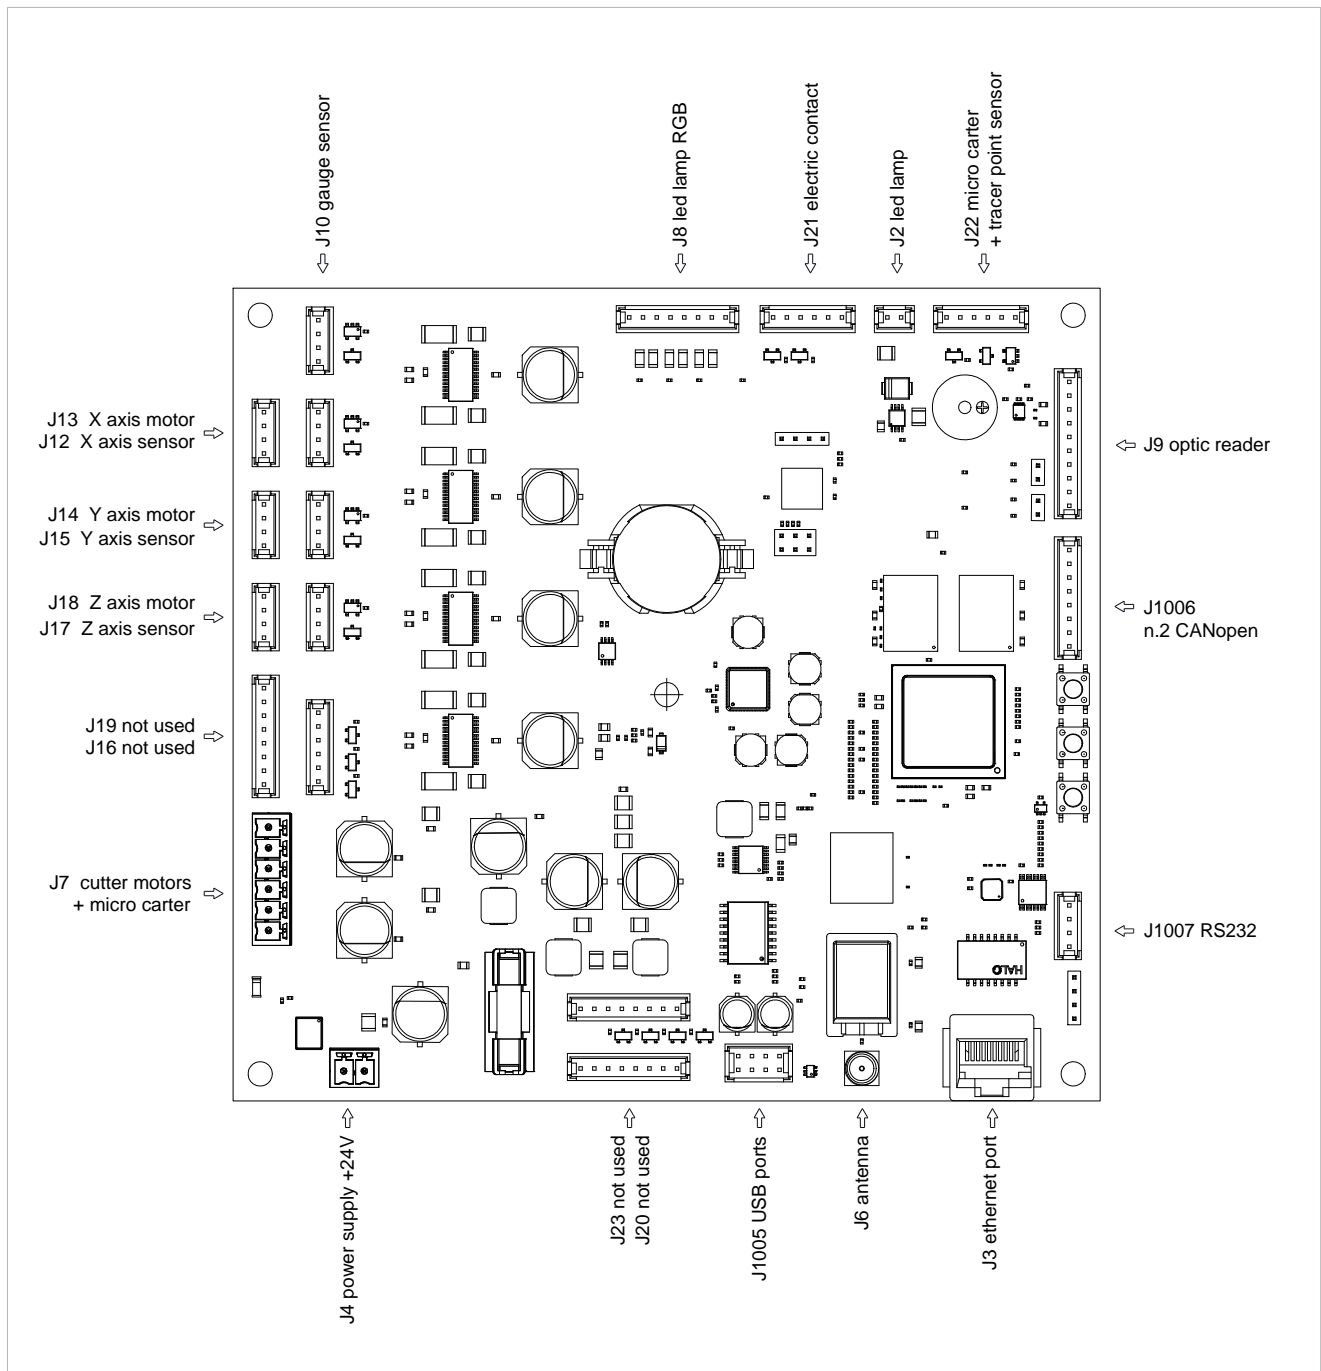 J10 gauge sensor
J8 led lamp RGB
J21 electric contact
J2 led lamp
J22 micro carter
+ tracer point sensor
J13 X axis motor
J12 X axis sensor
J9 optic reader
J14 Y axis motor
J15 Y axis sensor
J18 Z axis motor
J17 Z axis sensor
J1006
n.2 CANopen
J19 not used
J16 not used
J7 cutter motors
+ micro carter
J1007 RS232
HALO
J4 power supply +24V
J23 not used
J20 not used
J1005 USB ports
J6 antenna
J3 ethernet port